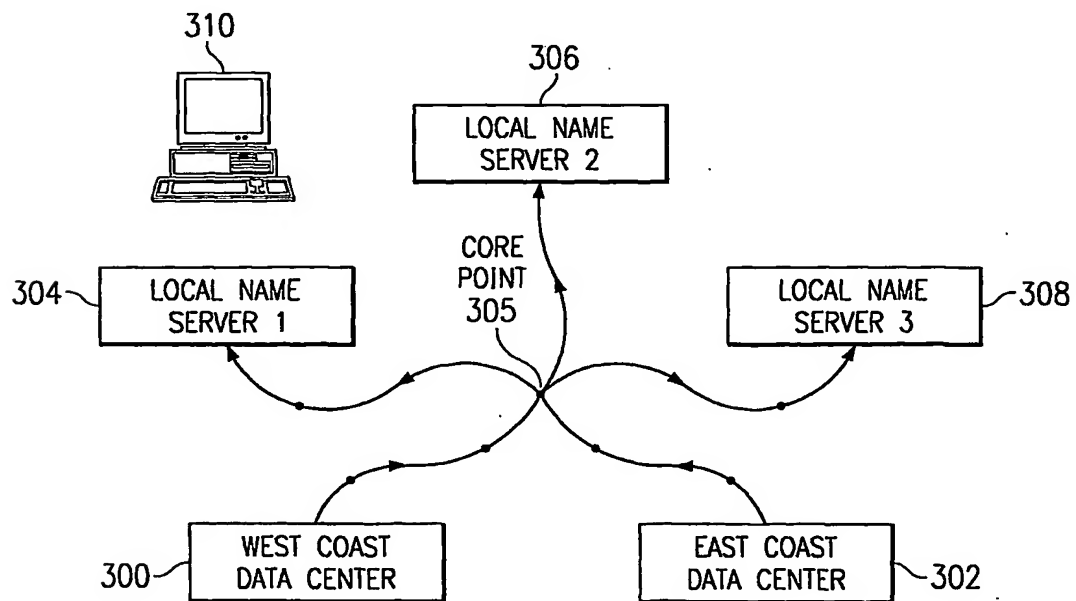 310
306
LOCAL NAME
SERVER 2
CORE
POINT
305
304
LOCAL NAME
SERVER 1
LOCAL NAME
SERVER 3
308
300
WEST COAST
DATA CENTER
EAST COAST
DATA CENTER
302